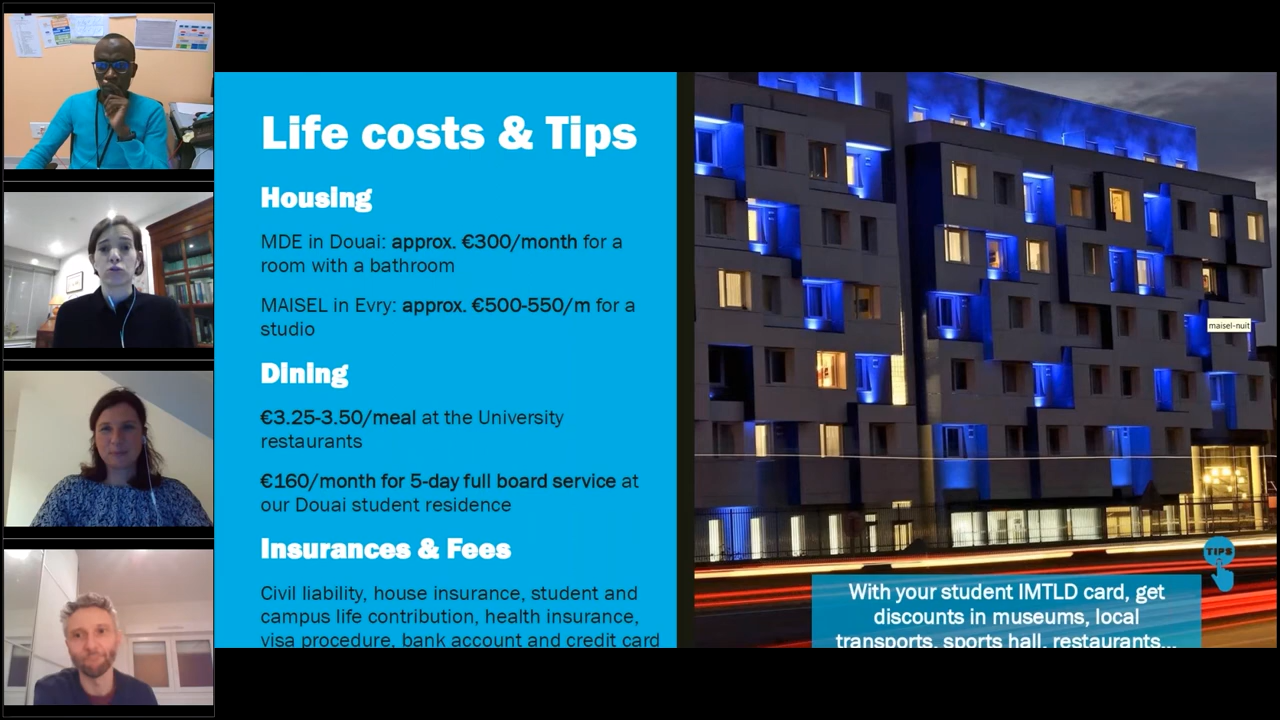 Life costs & Tips
Housing
MDE in Douai: approx. €300/month for a
room with a bathroom
MAISEL in Evry: approx. €500-550/m for a
studio
Dining
€3.25-3.50/meal at the University
restaurants
€160/month for 5-day full board service at
our Douai student residence
Insurances & Fees
Civil liability, house insurance, student and
campus life contribution, health insurance,
visa procedure, bank account and credit card
maisel-nuit
TIPS
With your student IMTLD card, get
discounts in museums, local
transports, sports hall, restaurants...